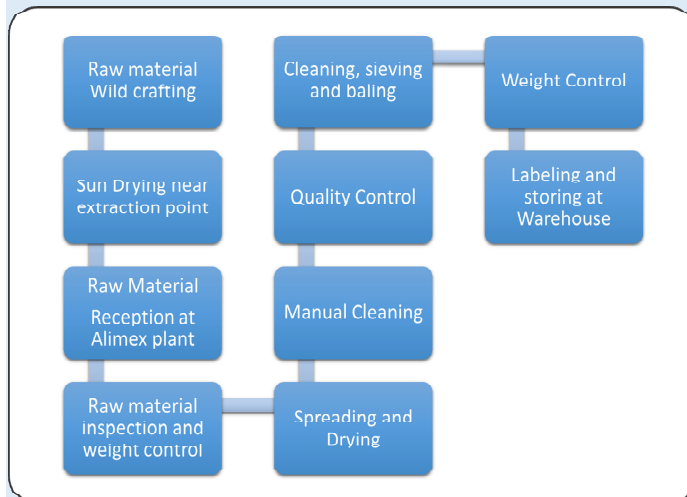 Raw material
Wild crafting
Sun Drying near
extraction point
Raw Material
Reception at
Alimex plant
Raw material
inspection and
weight control
Spreading and
Drying
Manual Cleaning
Quality Control
Cleaning, sieving
and baling
Weight Control
Labeling and
storing at
Warehouse